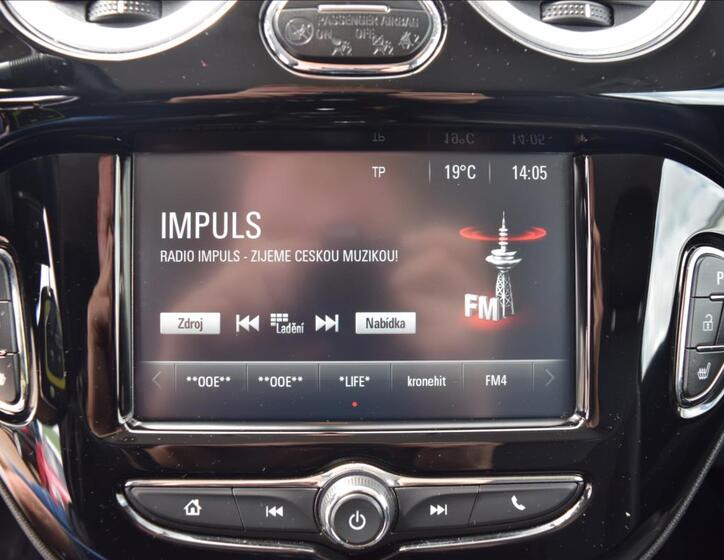 PASSENGER AIRBAG
ON OFF
TP 19°C 14:05
IMPULS
RADIO IMPULS - ZIJEME CESKOU MUZIKOU!
FM
Zdroj Ladění Nabídka
**OOE** **OOE** *LIFE* kronehit FM4
P